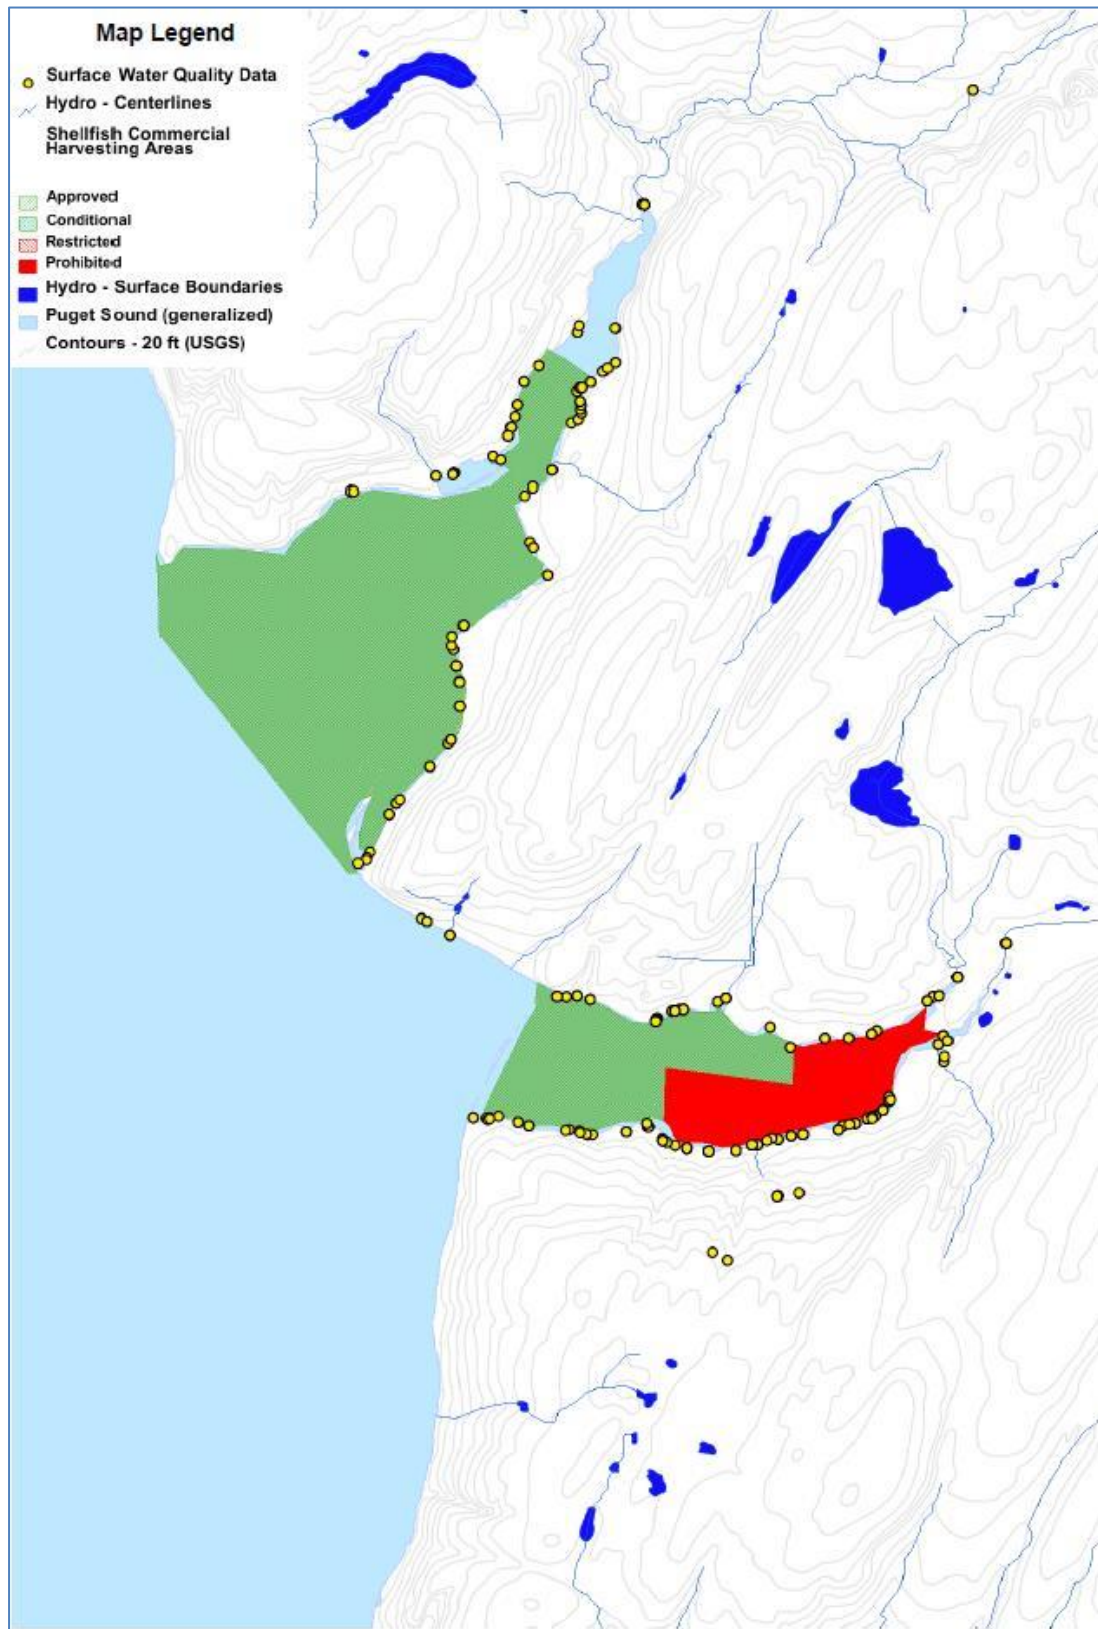 Map Legend
Surface Water Quality Data
Hydro - Centerlines
Shellfish Commercial
Harvesting Areas
Approved
Conditional
Restricted
Prohibited
Hydro - Surface Boundaries
Puget Sound (generalized)
Contours - 20 ft (USGS)